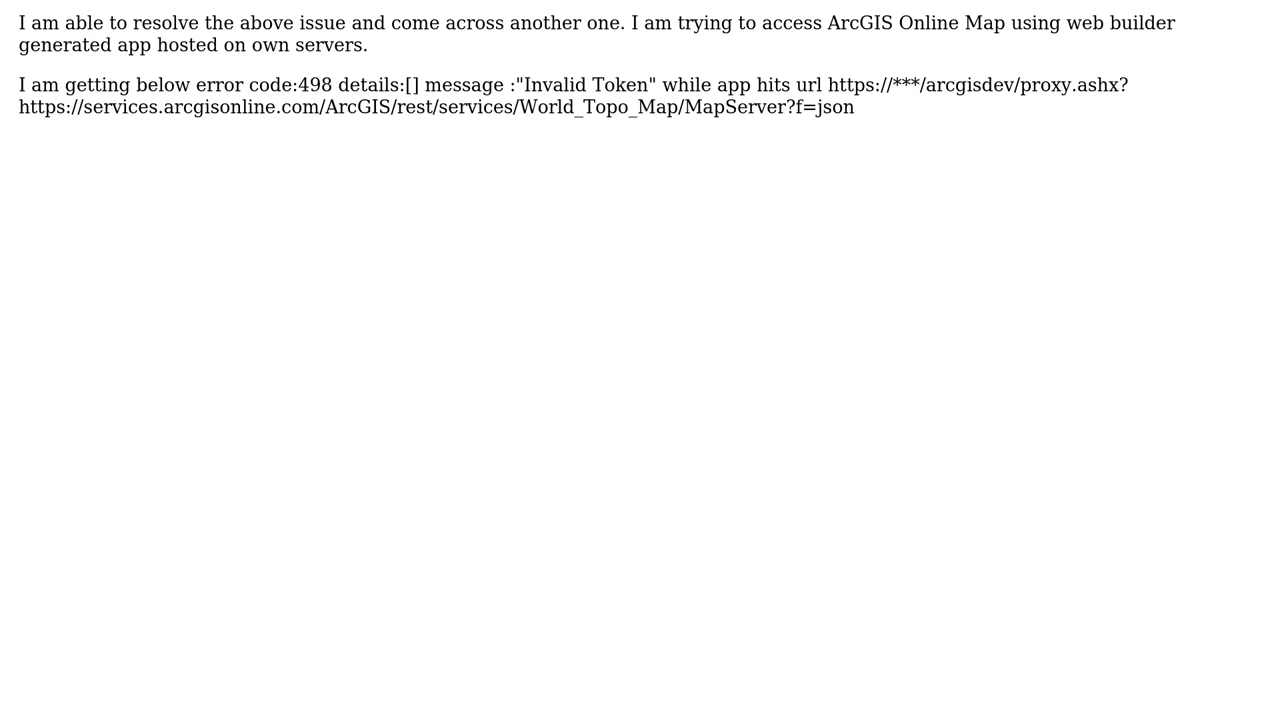 I am able to resolve the above issue and come across another one. I am trying to access ArcGIS Online Map using web builder
generated app hosted on own servers.
I am getting below error code:498 details:[] message :"Invalid Token" while app hits url https://***/arcgisdev/proxy.ashx?
https://services.arcgisonline.com/ArcGIS/rest/services/World_Topo_Map/MapServer?f=json